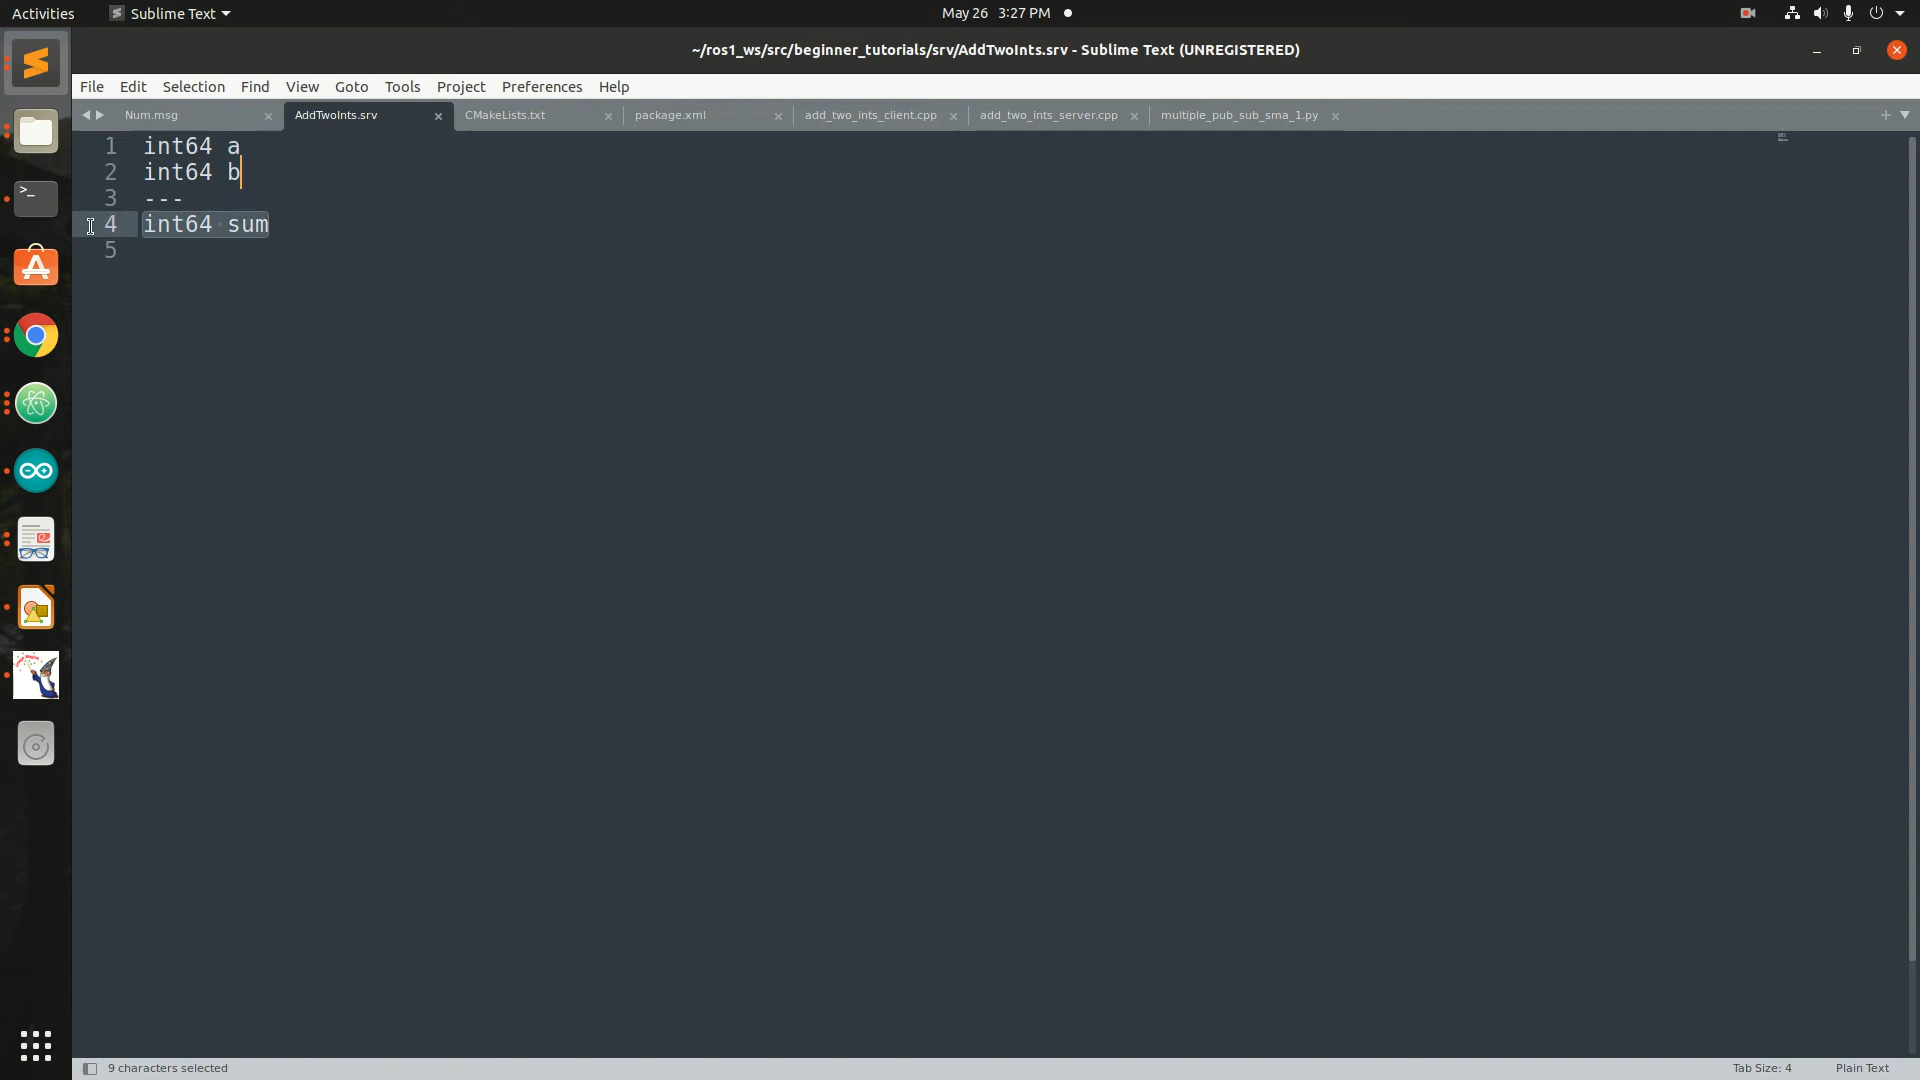 Activities
Sublime Text
May 26 3:27 PM
~/ros1_ws/src/beginner_tutorials/srv/AddTwoInts.srv - Sublime Text (UNREGISTERED)
File Edit Selection Find View Goto Project Tools Preferences Help
Num.msg AddTwoInts.srv CMakeLists.txt package.xml add_two_ints_client.cpp add_two_ints_server.cpp multiple_pub_sub_sma_1.py
1 int64 a
2 int64 b
3 ---
4 int64 sum
5
9 characters selected
Tab Size: 4
Plain Text